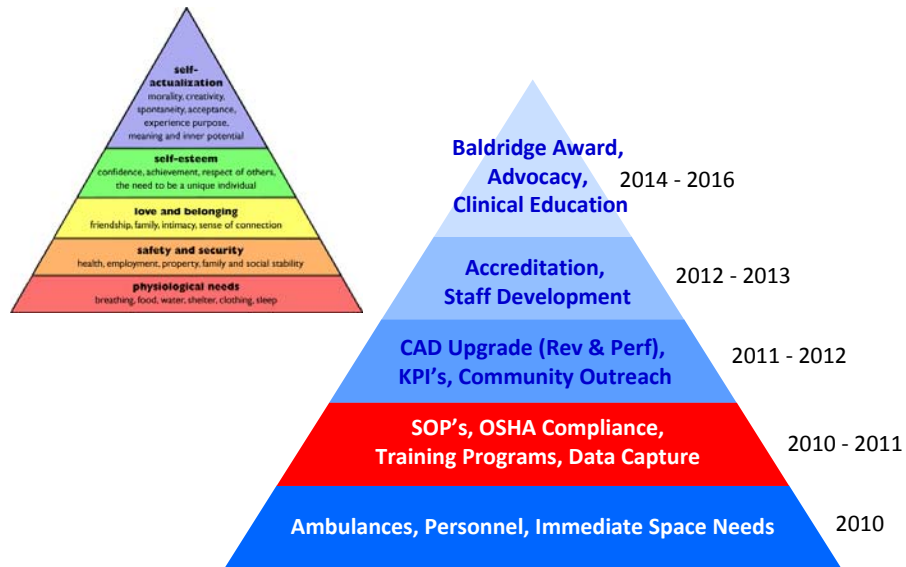 self-
actualization
morality, creativity,
spontaneity, acceptance,
experience purpose,
meaning and inner potential
self-esteem
confidence, achievement, respect of others,
the need to be a unique individual
love and belonging
friendship, family, intimacy, sense of connection
safety and security
health, employment, property, family and social stability
physiological needs
breathing, food, water, shelter, clothing, sleep
Baldridge Award,
Advocacy,
Clinical Education
2014 - 2016
Accreditation,
Staff Development
2012 - 2013
CAD Upgrade (Rev & Perf),
KPI's, Community Outreach
2011 - 2012
SOP's, OSHA Compliance,
Training Programs, Data Capture
2010 - 2011
Ambulances, Personnel, Immediate Space Needs
2010